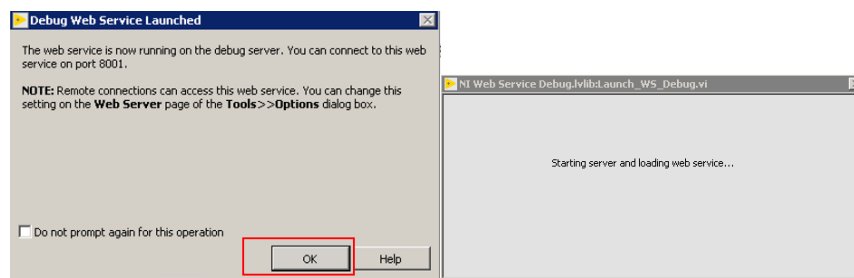 Debug Web Service Launched
The web service is now running on the debug server. You can connect to this web
service on port 8001.
NOTE: Remote connections can access this web service. You can change this
setting on the Web Server page of the Tools>>Options dialog box.
Do not prompt again for this operation
OK
Help
NI Web Service Debug.lvlib:Launch_WS_Debug.vi
Starting server and loading web service...